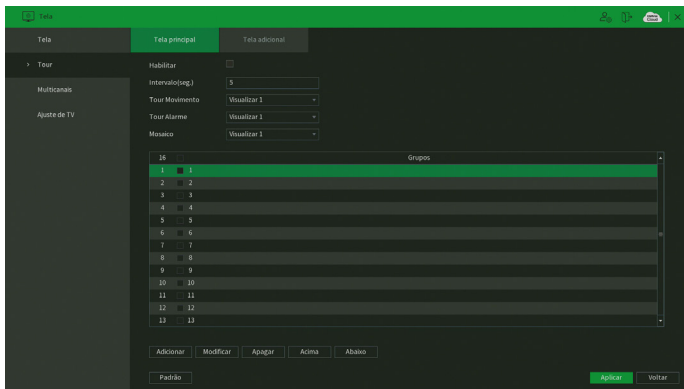 Tela
Tela
> Tour
Multicanais
Ajuste de TV
Tela principal
Tela adicional
Habilitar
Intervalo(seg.) 5
Tour Movimento Visualizar 1
Tour Alarme Visualizar 1
Mosaico Visualizar 1
16 Grupos
1 1
2 2
3 3
4 4
5 5
6 6
7 7
8 8
9 9
10 10
11 11
12 12
13 13
Adicionar Modificar Apagar Acima Abaixo
Padrão Aplicar Voltar